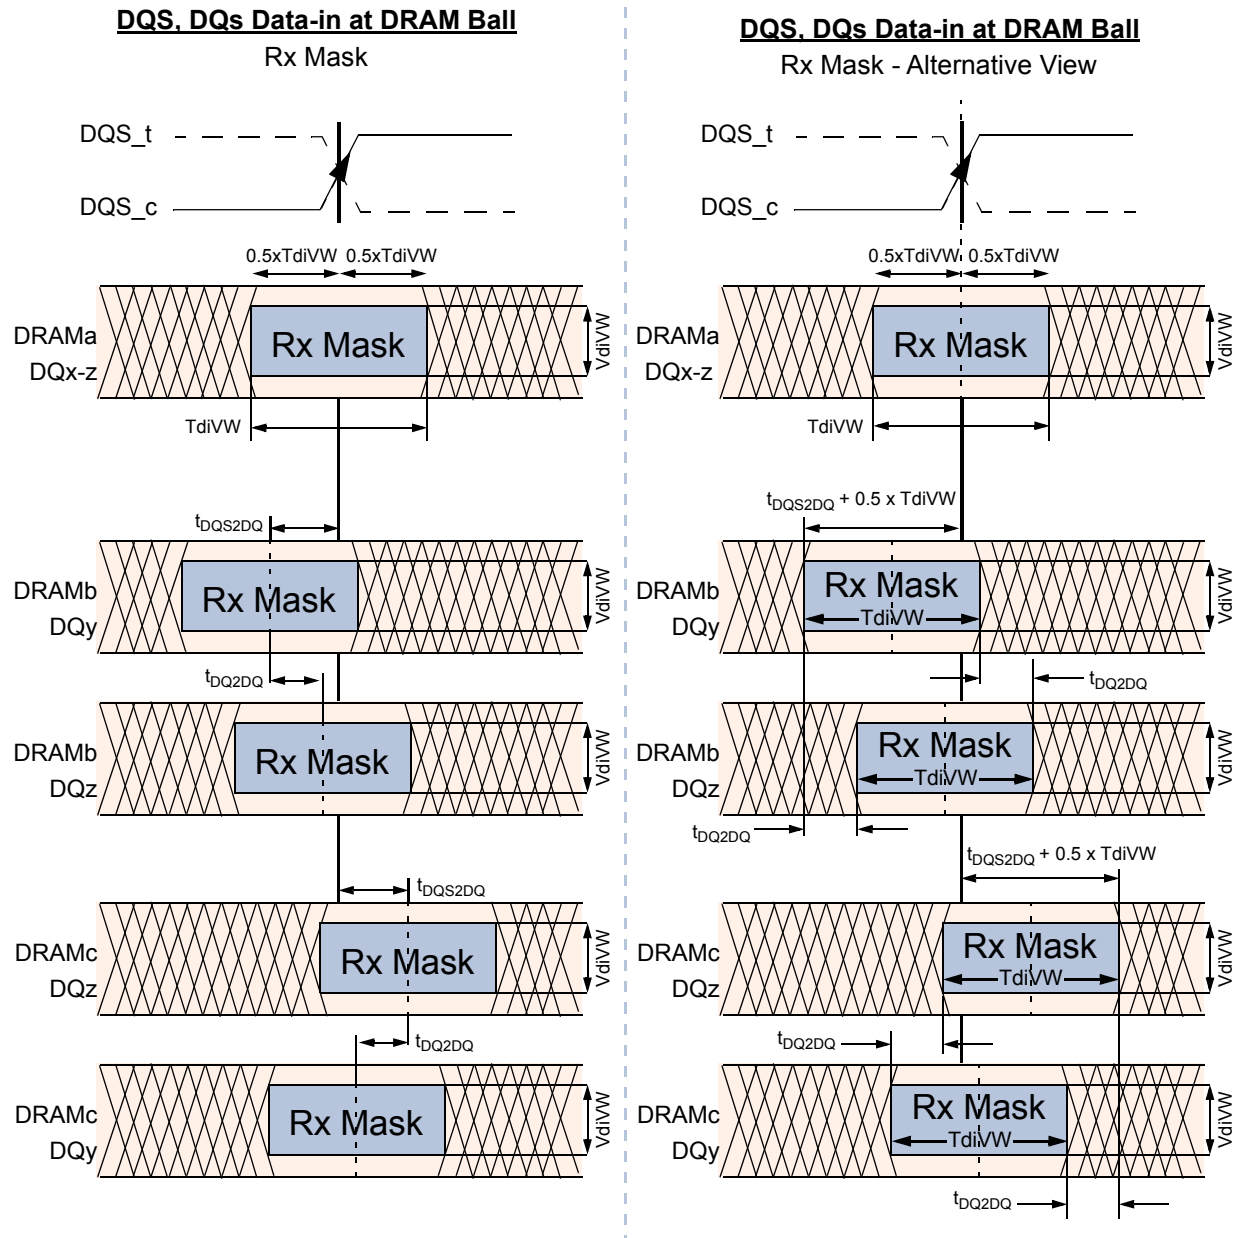 DQS, DQs Data-in at DRAM Ball
Rx Mask
DQS_t
DQS_c
0.5xTdiVW 0.5xTdiVW
DRAMa
DQx-z
Rx Mask
VdiVW
TdiVW
tDQS2DQ
DRAMb
DQy
Rx Mask
VdiVW
tDQ2DQ
DRAMb
DQz
Rx Mask
VdiVW
tDQS2DQ
DRAMc
DQz
Rx Mask
VdiVW
tDQ2DQ
DRAMc
DQy
Rx Mask
VdiVW
DQS, DQs Data-in at DRAM Ball
Rx Mask - Alternative View
DQS_t
DQS_c
0.5xTdiVW 0.5xTdiVW
DRAMa
DQx-z
Rx Mask
VdiVW
TdiVW
tDQS2DQ + 0.5 x TdiVW
DRAMb
DQy
Rx Mask
TdiVW
VdiVW
tDQ2DQ
DRAMb
DQz
Rx Mask
TdiVW
VdiVW
tDQ2DQ
tDQS2DQ + 0.5 x TdiVW
DRAMc
DQz
Rx Mask
TdiVW
VdiVW
tDQ2DQ
DRAMc
DQy
Rx Mask
TdiVW
VdiVW
tDQ2DQ